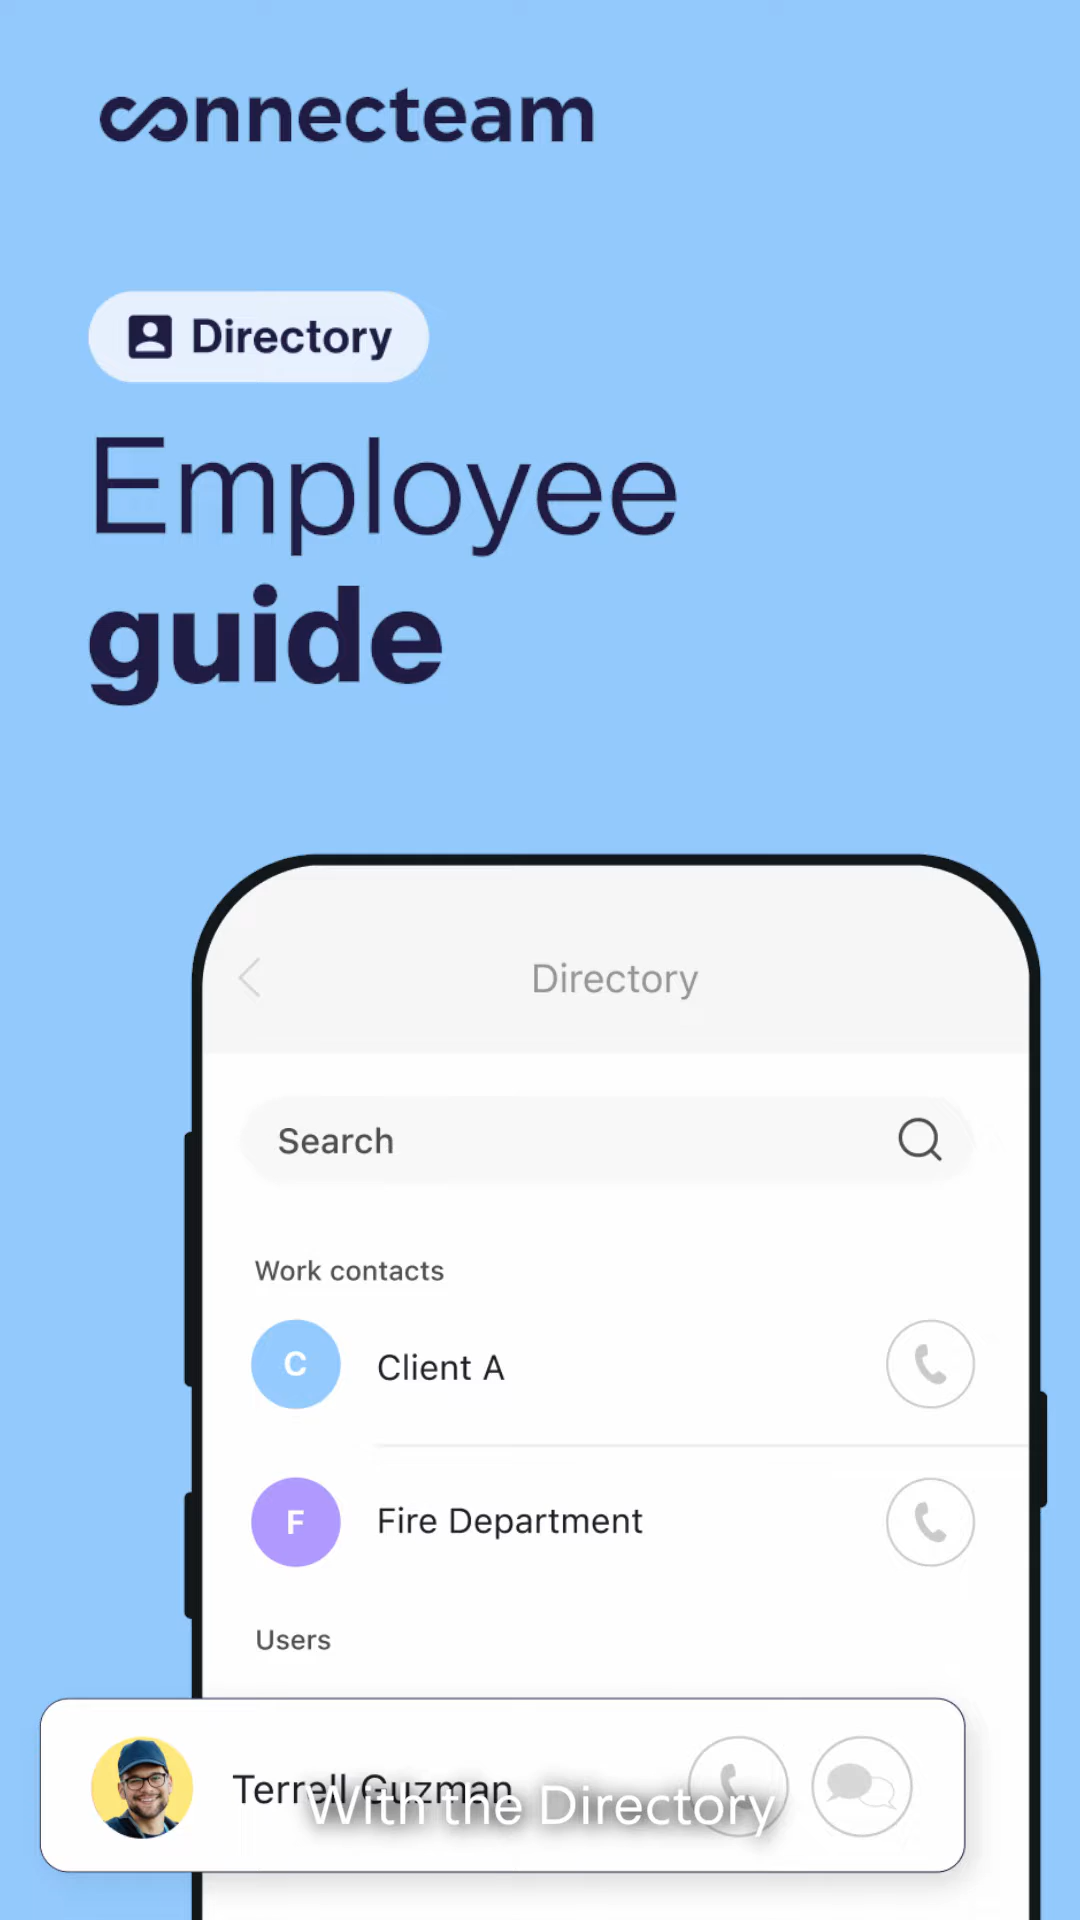 connecteam
Directory
Employee
guide
Directory
Search
Work contacts
C
Client A
F
Fire Department
Users
Terrell Guzman
With the Directory